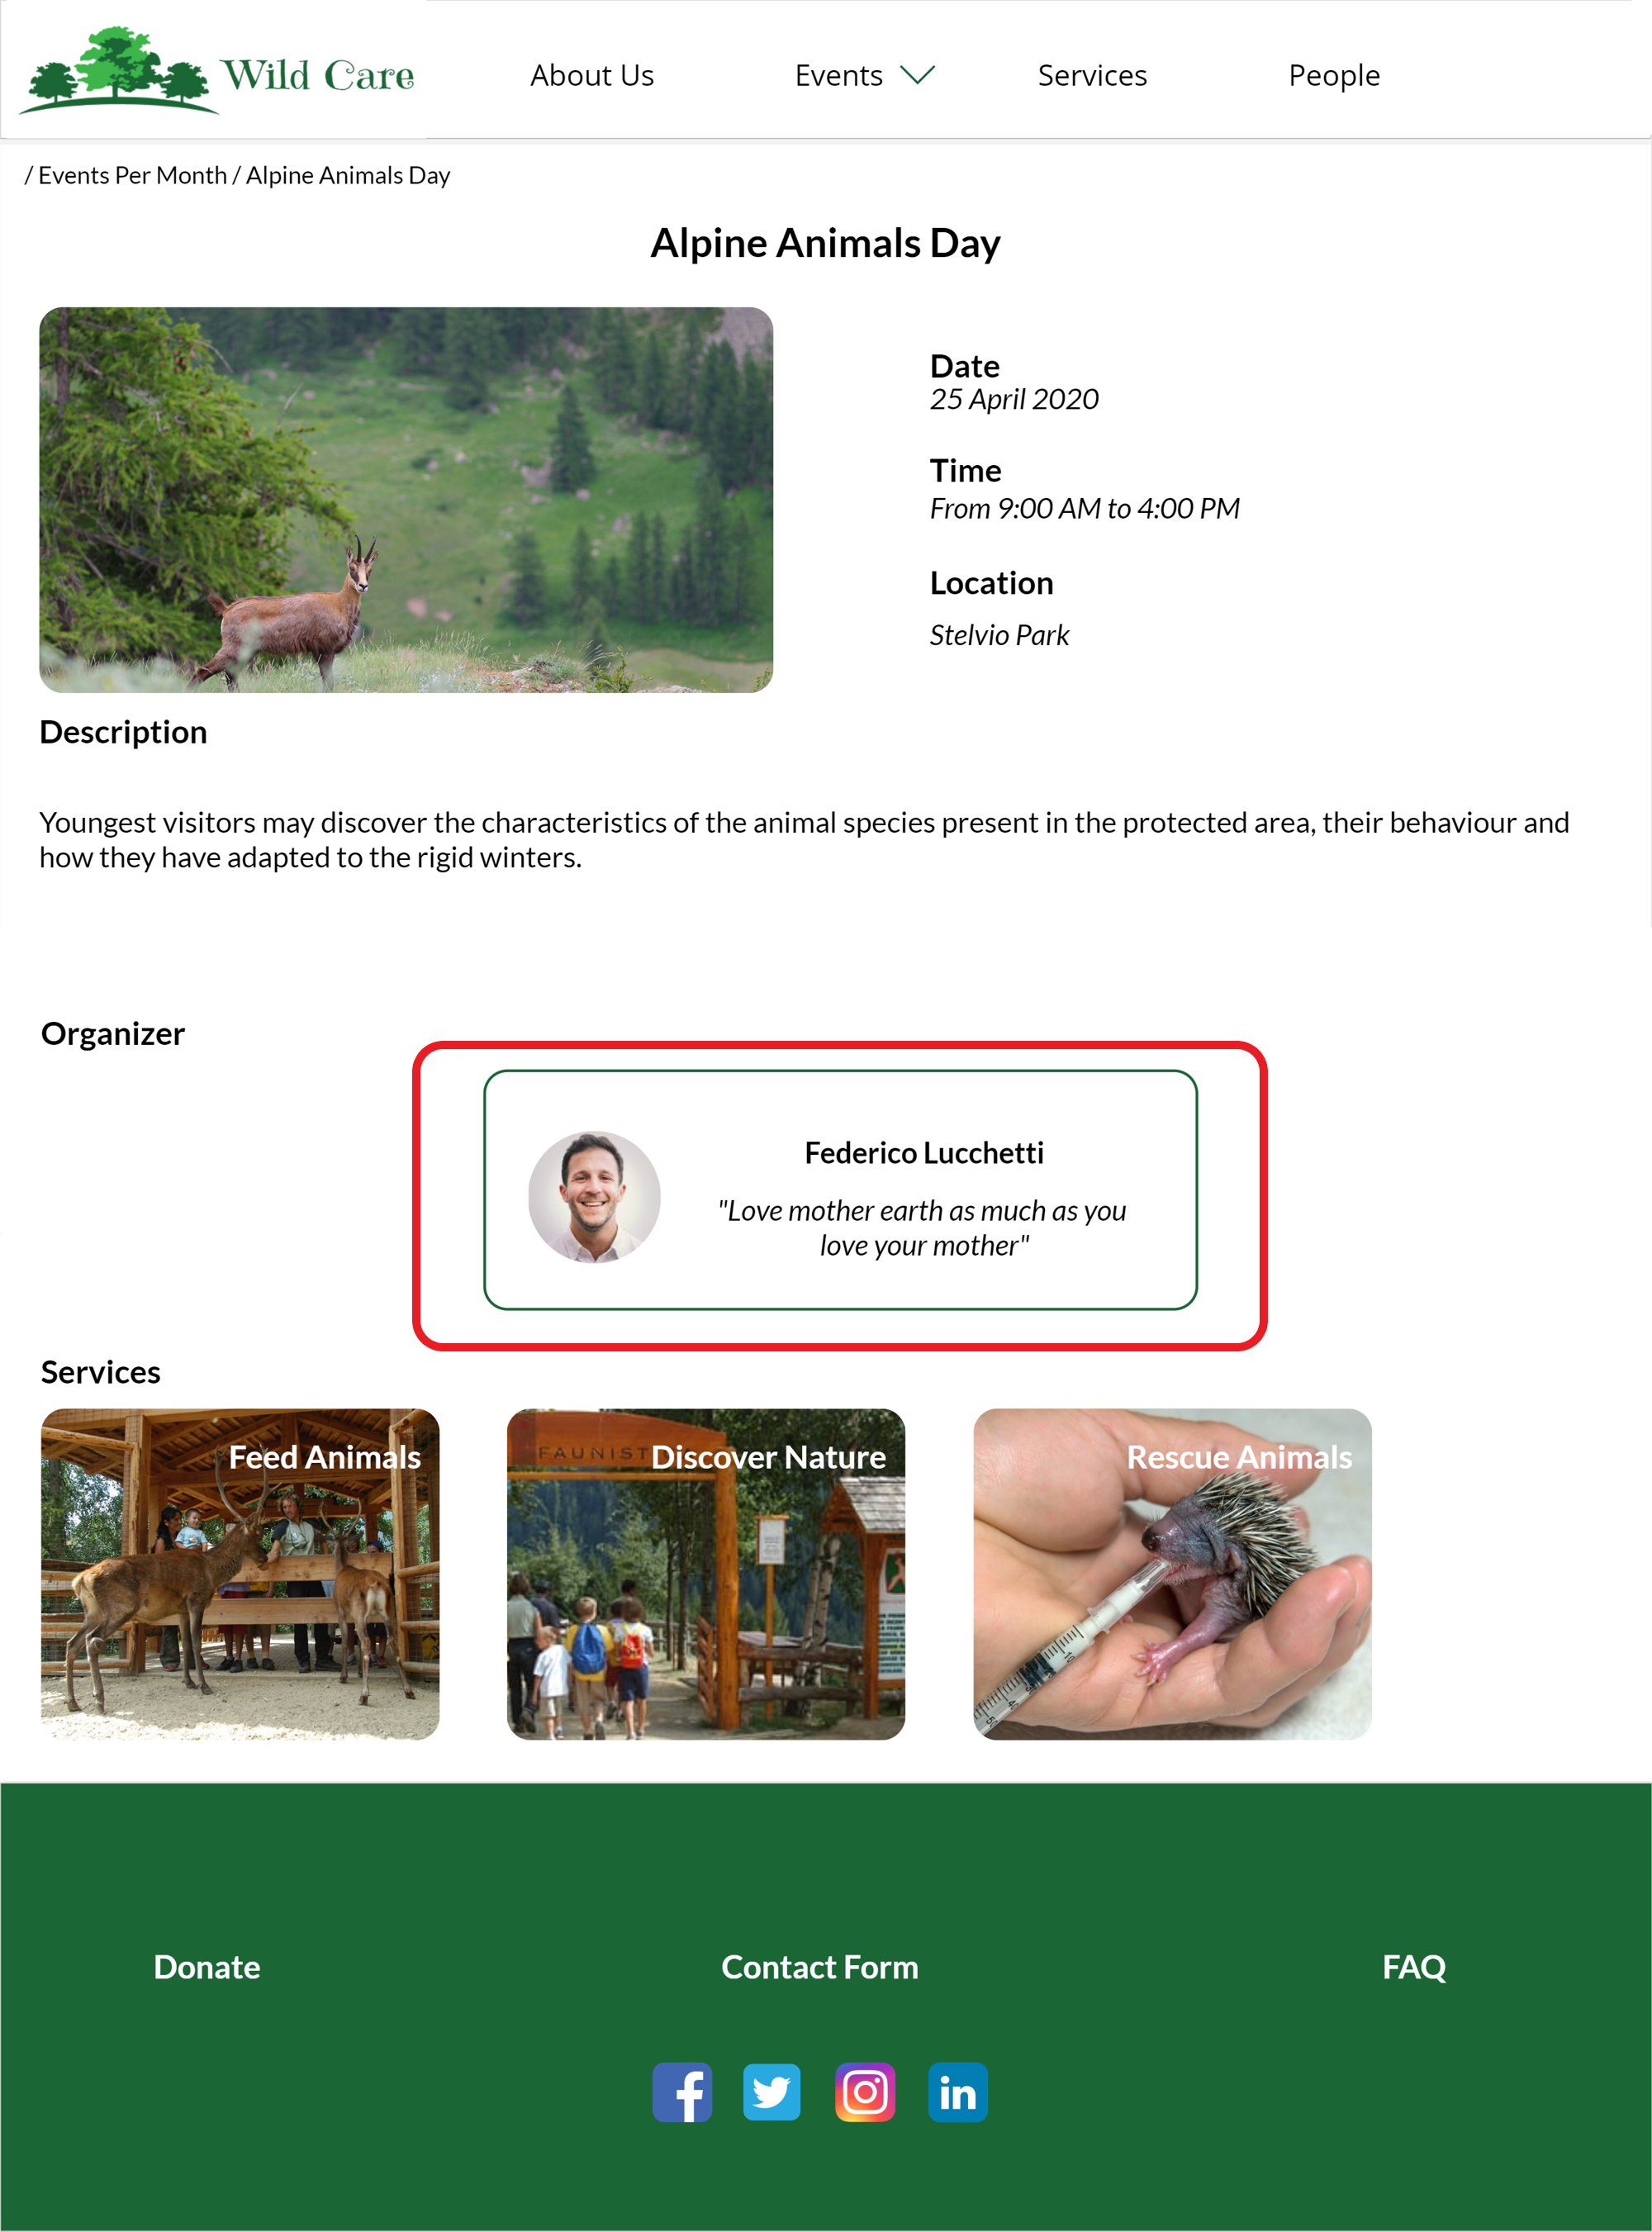 Wild Care
About Us
Events
Services
People
/ Events Per Month / Alpine Animals Day
Alpine Animals Day
Date
25 April 2020
Time
From 9:00 AM to 4:00 PM
Location
Stelvio Park
Description
Youngest visitors may discover the characteristics of the animal species present in the protected area, their behaviour and
how they have adapted to the rigid winters.
Organizer
Federico Lucchetti
"Love mother earth as much as you
love your mother"
Services
Feed Animals
FAUNIST
Discover Nature
Rescue Animals
Donate
Contact Form
FAQ
f
in